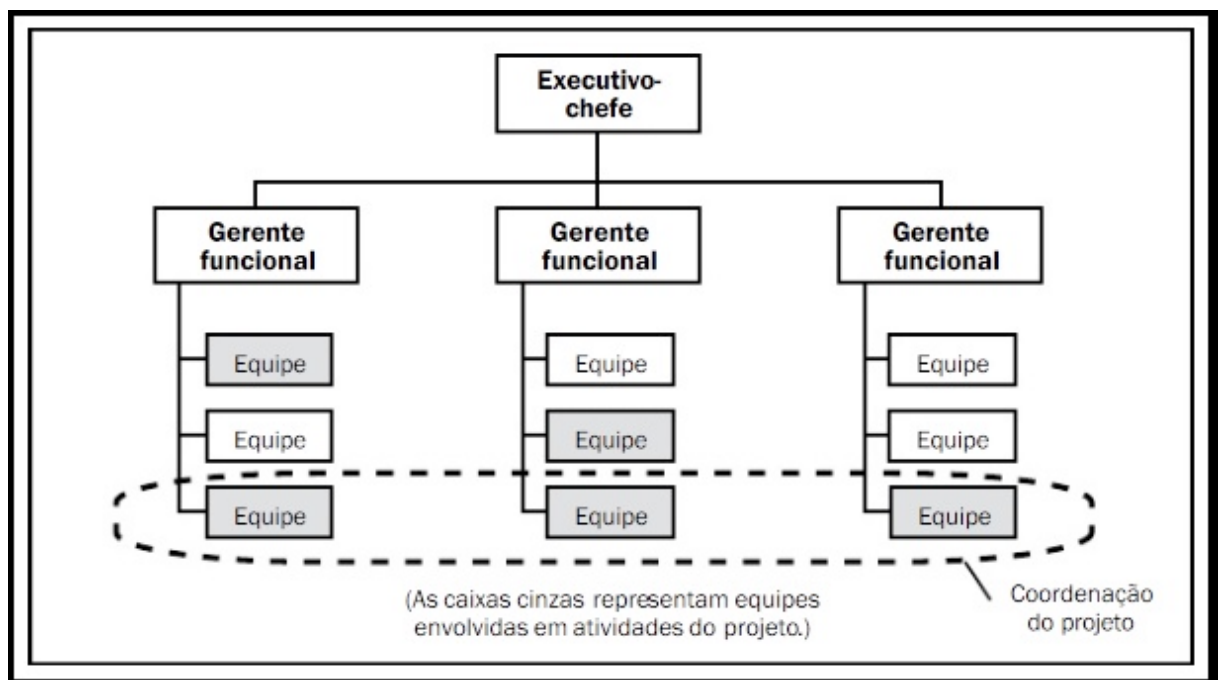 Executivo-
chefe
Gerente
funcional
Gerente
funcional
Gerente
funcional
Equipe
Equipe
Equipe
Equipe
Equipe
Equipe
Equipe
Equipe
Equipe
(As caixas cinzas representam equipes
envolvidas em atividades do projeto.)
Coordenação
do projeto